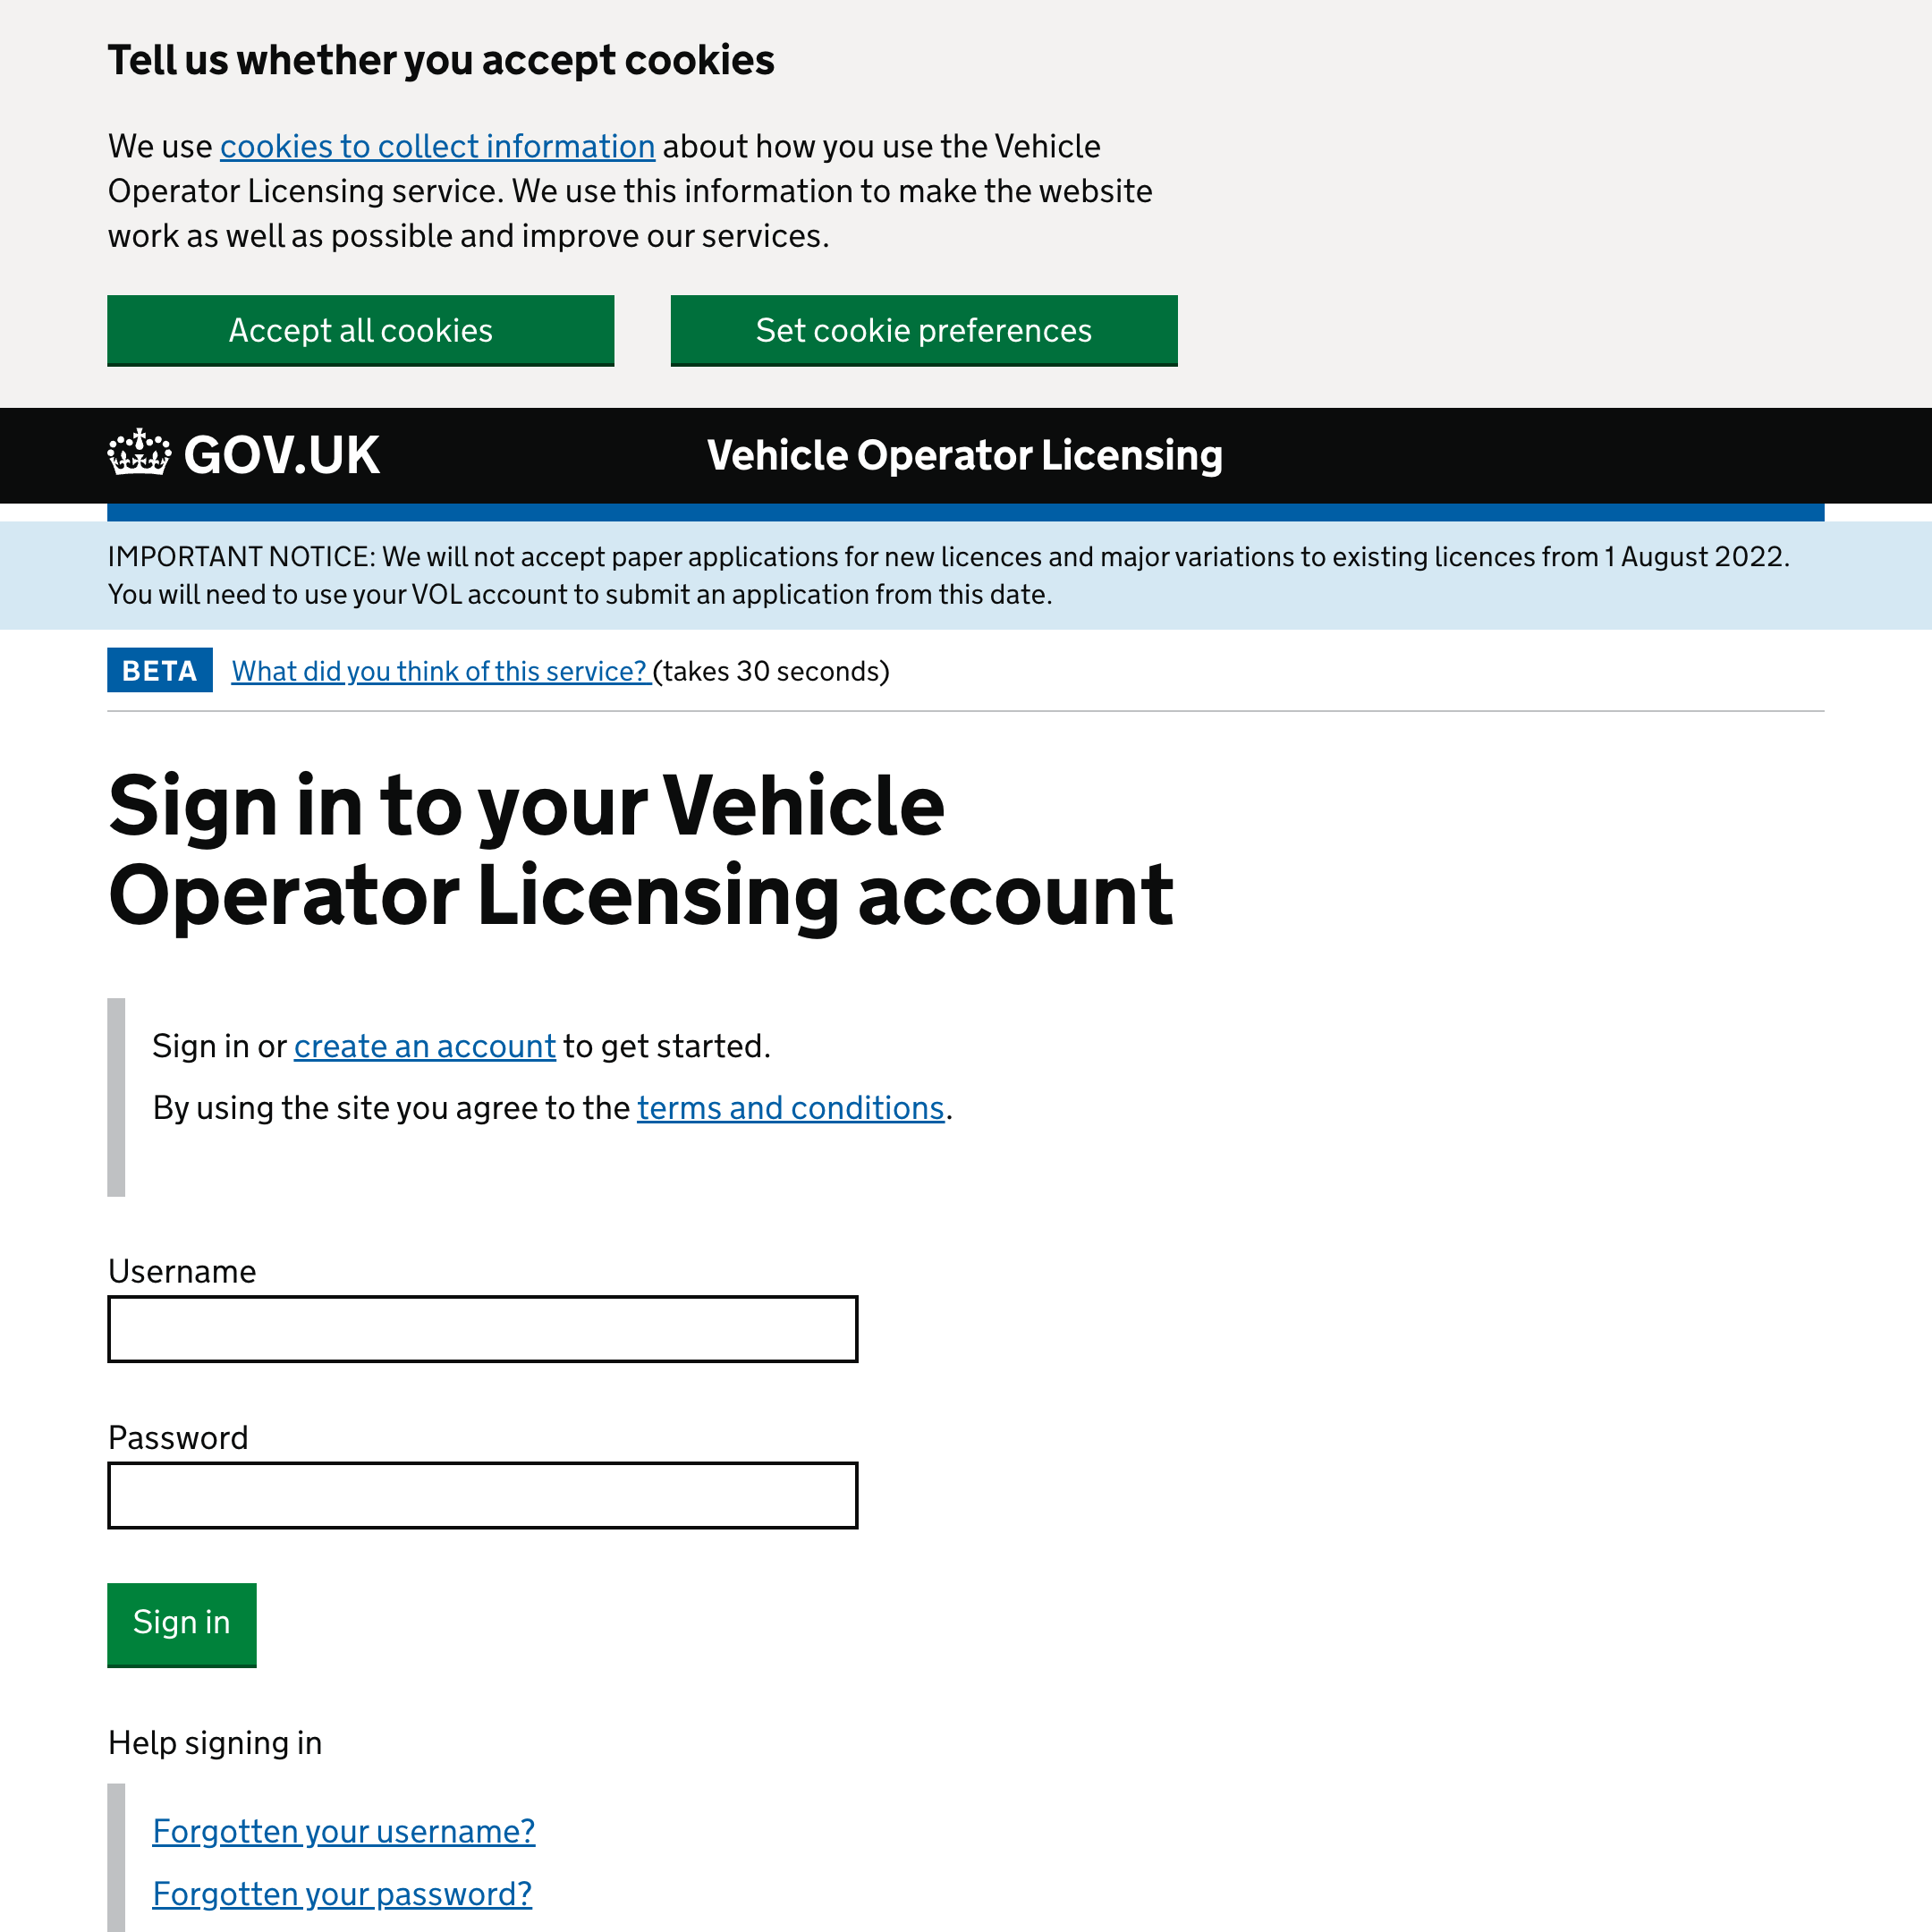 Tell us whether you accept cookies
We use cookies to collect information about how you use the Vehicle
Operator Licensing service. We use this information to make the website
work as well as possible and improve our services.
Accept all cookies
Set cookie preferences
GOV.UK
Vehicle Operator Licensing
IMPORTANT NOTICE: We will not accept paper applications for new licences and major variations to existing licences from 1 August 2022.
You will need to use your VOL account to submit an application from this date.
BETA What did you think of this service? (takes 30 seconds)
Sign in to your Vehicle
Operator Licensing account
Sign in or create an account to get started.
By using the site you agree to the terms and conditions.
Username
Password
Sign in
Help signing in
Forgotten your username?
Forgotten your password?